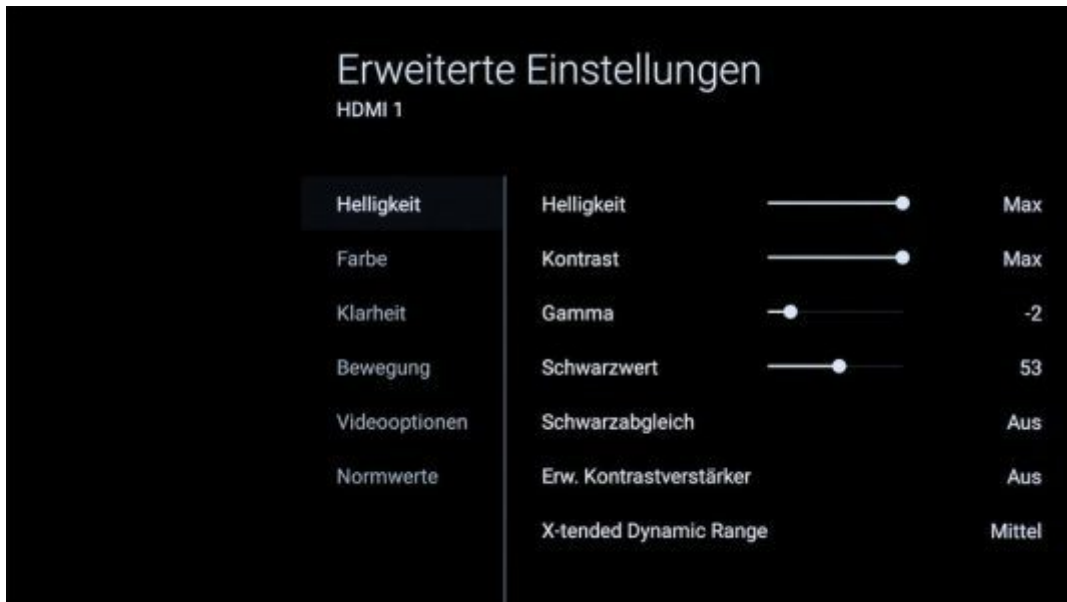 Erweiterte Einstellungen
HDMI 1
Helligkeit
Farbe
Klarheit
Bewegung
Videooptionen
Normwerte
Helligkeit Max
Kontrast Max
Gamma -2
Schwarzwert 53
Schwarzabgleich Aus
Erw. Kontrastverstärker Aus
X-tended Dynamic Range Mittel